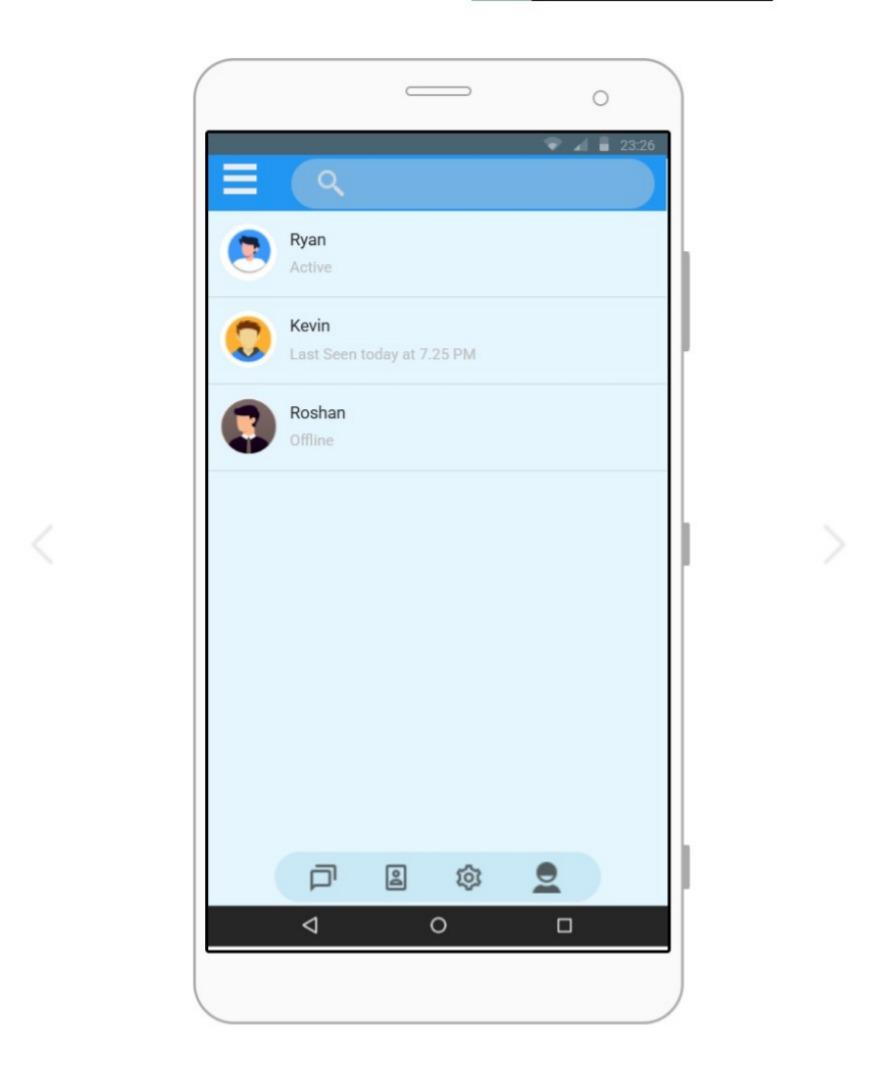 23:26
Ryan
Active
Kevin
Last Seen today at 7.25 PM
Roshan
Offline